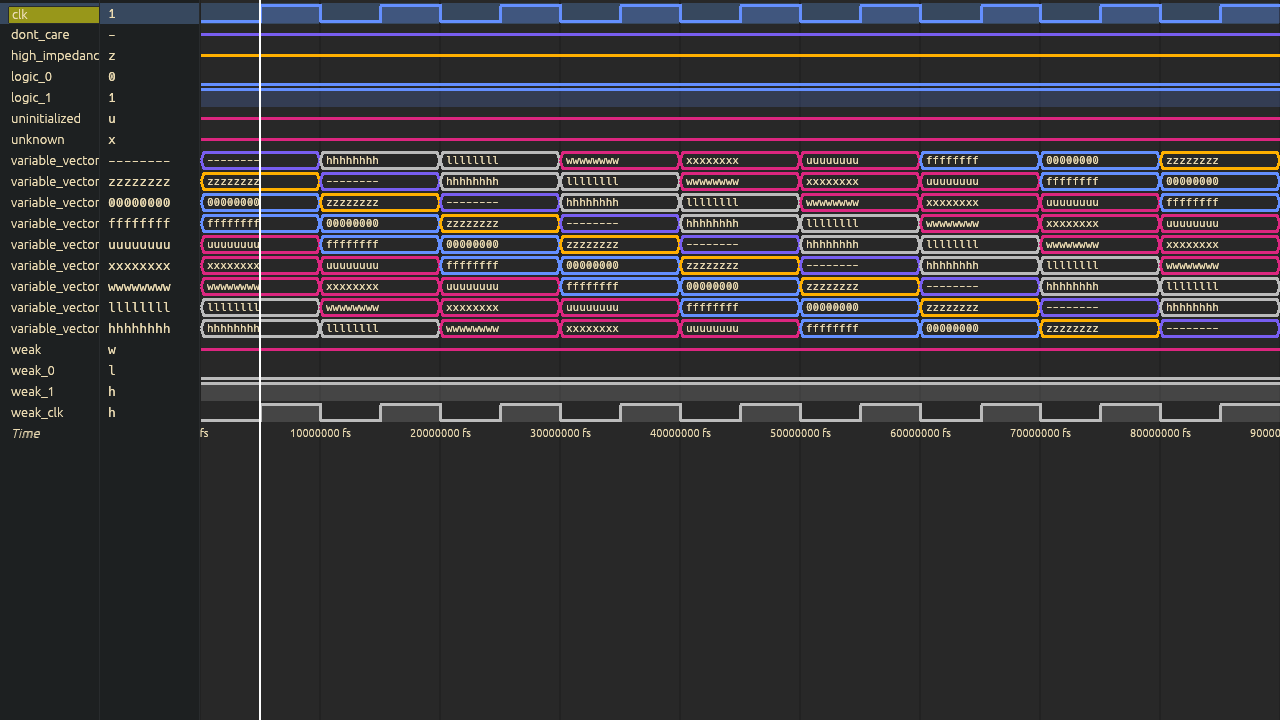 clk 1
dont_care –
high_impedanc z
logic_0 0
logic_1 1
uninitialized u
unknown x
variable_vector -------- -------- hhhhhhhh llllllll wwwwwwww xxxxxxxx uuuuuuuu ffffffff 00000000 zzzzzzzz
variable_vector zzzzzzzz zzzzzzzz -------- hhhhhhhh llllllll wwwwwwww xxxxxxxx uuuuuuuu ffffffff 00000000
variable_vector 00000000 00000000 zzzzzzzz -------- hhhhhhhh llllllll wwwwwwww xxxxxxxx uuuuuuuu ffffffff
variable_vector ffffffff ffffffff 00000000 zzzzzzzz -------- hhhhhhhh llllllll wwwwwwww xxxxxxxx uuuuuuuu
variable_vector uuuuuuuu uuuuuuuu ffffffff 00000000 zzzzzzzz -------- hhhhhhhh llllllll wwwwwwww xxxxxxxx
variable_vector xxxxxxxx xxxxxxxx uuuuuuuu ffffffff 00000000 zzzzzzzz -------- hhhhhhhh llllllll wwwwwwww
variable_vector wwwwwwww wwwwwwww xxxxxxxx uuuuuuuu ffffffff 00000000 zzzzzzzz -------- hhhhhhhh llllllll
variable_vector llllllll llllllll wwwwwwww xxxxxxxx uuuuuuuu ffffffff 00000000 zzzzzzzz -------- hhhhhhhh
variable_vector hhhhhhhh hhhhhhhh llllllll wwwwwwww xxxxxxxx uuuuuuuu ffffffff 00000000 zzzzzzzz --------
weak w
weak_0 l
weak_1 h
weak_clk h
Time fs 10000000 fs 20000000 fs 30000000 fs 40000000 fs 50000000 fs 60000000 fs 70000000 fs 80000000 fs 90000